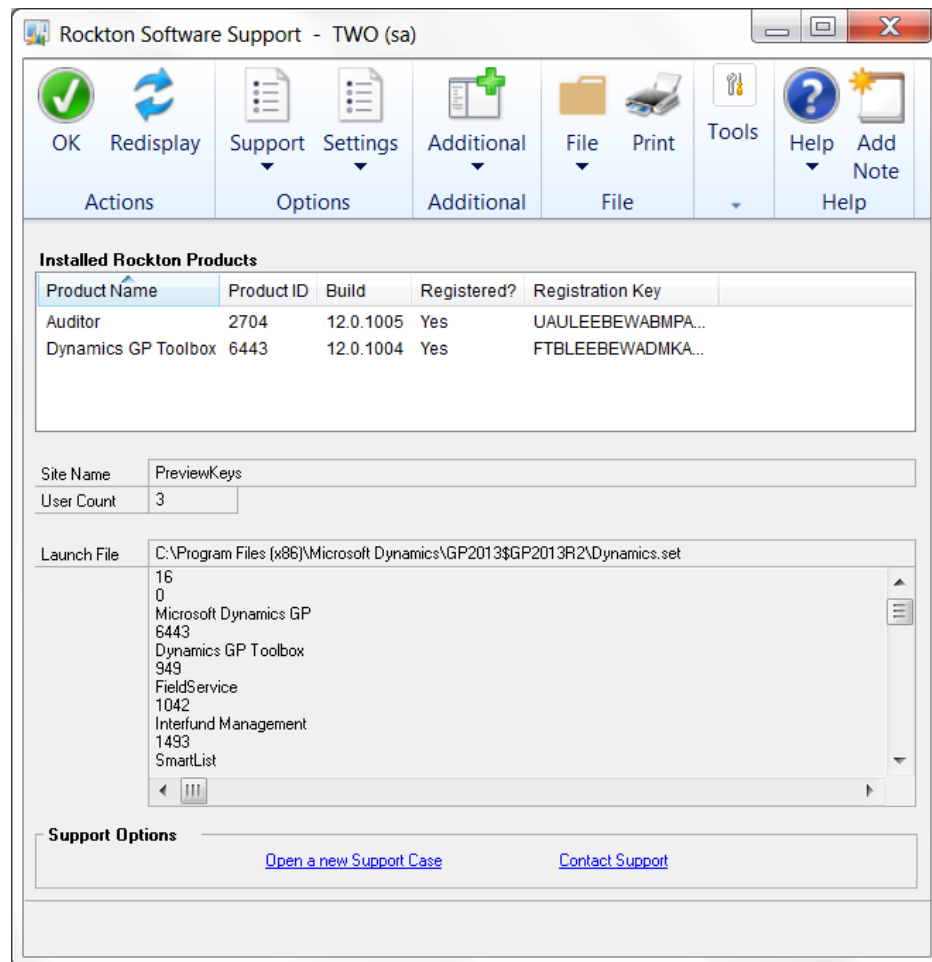 Rockton Software Support - TWO (sa)
OK Redisplay Support Settings Additional File Print Tools Help Add Note
Actions Options Additional File Help
Installed Rockton Products
Product Name Product ID Build Registered? Registration Key
Auditor 2704 12.0.1005 Yes UAULEEBEWABMPA...
Dynamics GP Toolbox 6443 12.0.1004 Yes FTBLEEBEWADMKA...
Site Name PreviewKeys
User Count 3
Launch File C:\Program Files (x86)\Microsoft Dynamics\GP2013$GP2013R2\Dynamics.set
16
0
Microsoft Dynamics GP
6443
Dynamics GP Toolbox
949
FieldService
1042
Interfund Management
1493
SmartList
Support Options
Open a new Support Case Contact Support